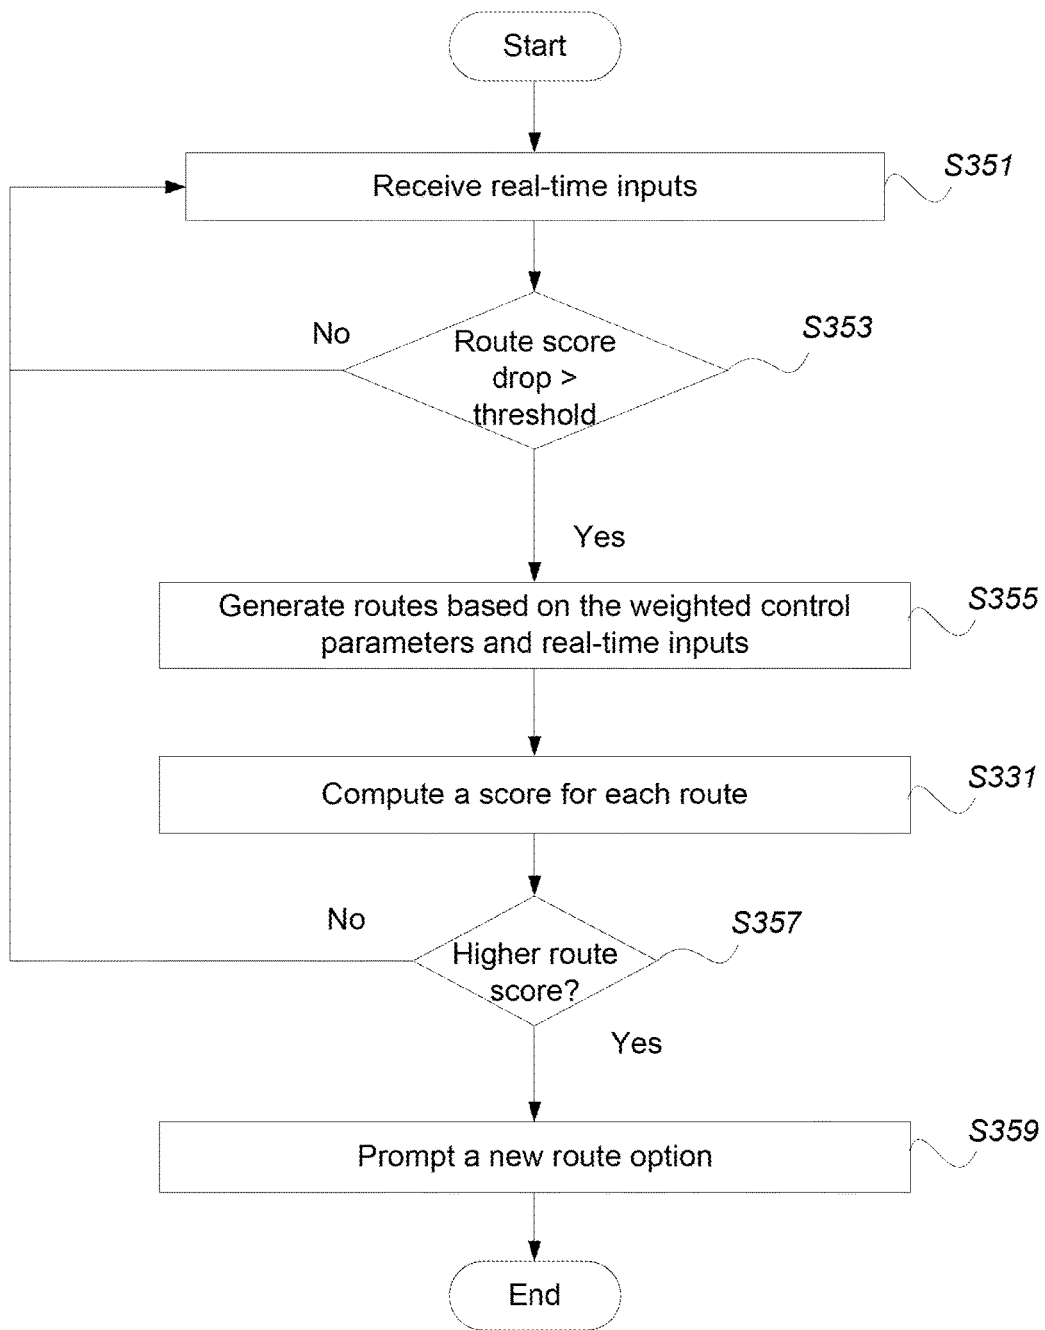 Start
Receive real-time inputs
S351
No
Route score
drop >
threshold
S353
Yes
Generate routes based on the weighted control
parameters and real-time inputs
S355
Compute a score for each route
S331
No
Higher route
score?
S357
Yes
Prompt a new route option
S359
End